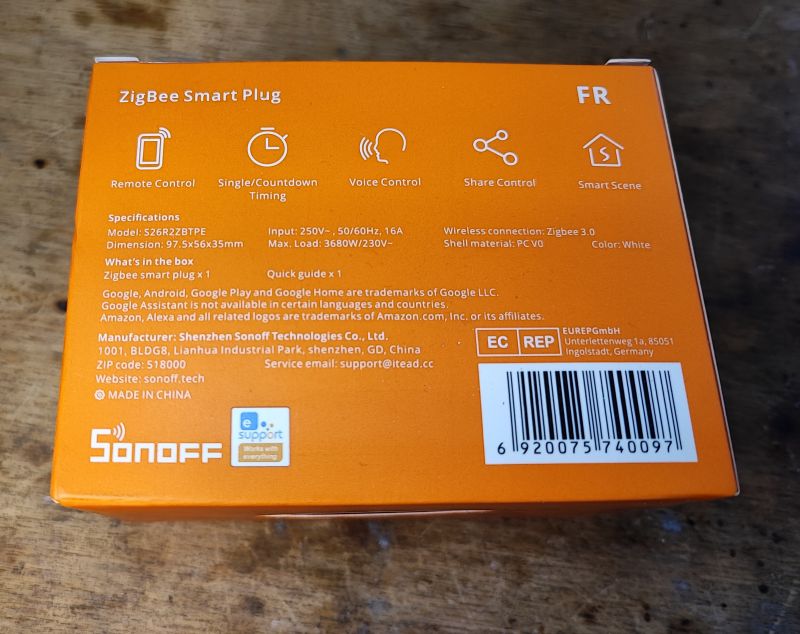 ZigBee Smart Plug
FR
Remote Control
Single/Countdown
Timing
Voice Control
Share Control
Smart Scene
Specifications
Model: S26R2ZBTPE
Input: 250V~ , 50/60Hz, 16A
Wireless connection: Zigbee 3.0
Dimension: 97.5x56x35mm
Max. Load: 3680W/230V~
Shell material: PC V0
Color: White
What's in the box
Zigbee smart plug x 1
Quick guide x 1
Google, Android, Google Play and Google Home are trademarks of Google LLC.
Google Assistant is not available in certain languages and countries.
Amazon, Alexa and all related logos are trademarks of Amazon.com, Inc. or its affiliates.
Manufacturer: Shenzhen Sonoff Technologies Co., Ltd.
1001, BLDG8, Lianhua Industrial Park, shenzhen, GD, China
ZIP code: 518000
Service email: support@itead.cc
Website: sonoff.tech
MADE IN CHINA
EC REP
EUREPGmbH
Unterlettenweg 1a, 85051
Ingolstadt, Germany
SONOFF
e
support
Works with
everything
6 920075 740097